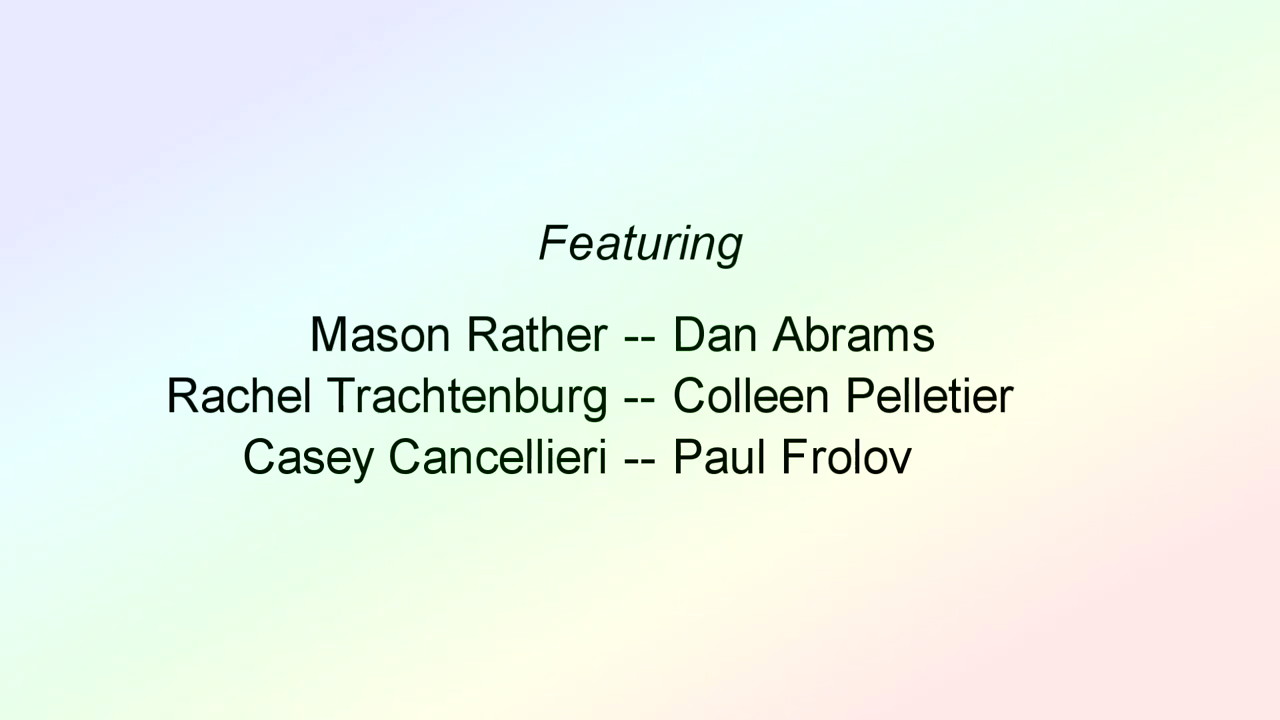 Featuring
Mason Rather -- Dan Abrams
Rachel Trachtenburg -- Colleen Pelletier
Casey Cancellieri -- Paul Frolov